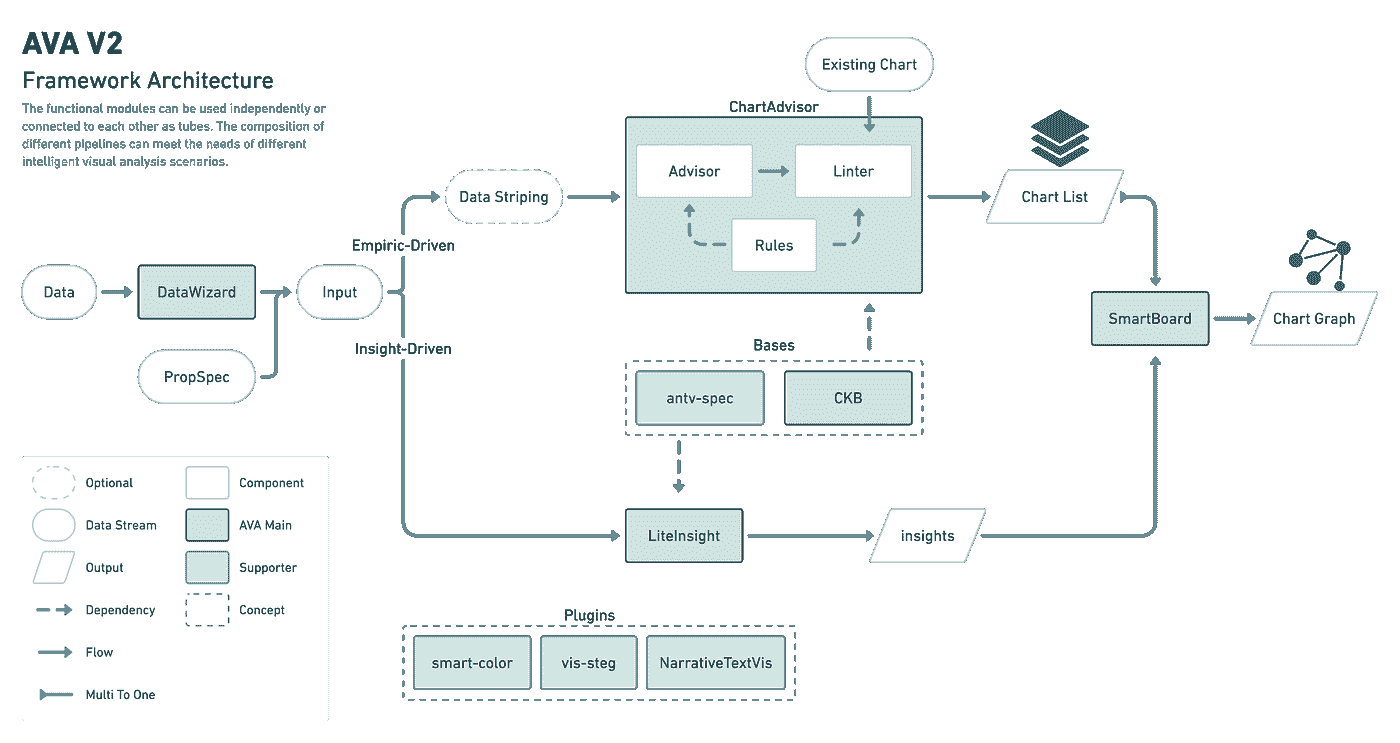 AVA V2
Framework Architecture
The functional modules can be used independently or
connected to each other as tubes. The composition of
different pipelines can meet the needs of different
intelligent visual analysis scenarios.
Existing Chart
ChartAdvisor
Advisor
Linter
Rules
Data Striping
Chart List
Empiric-Driven
Data
DataWizard
Input
PropSpec
Insight-Driven
SmartBoard
Chart Graph
Bases
antv-spec
CKB
LiteInsight
insights
Optional
Component
Data Stream
AVA Main
Output
Supporter
Dependency
Concept
Flow
Multi To One
Plugins
smart-color
vis-steg
NarrativeTextVis